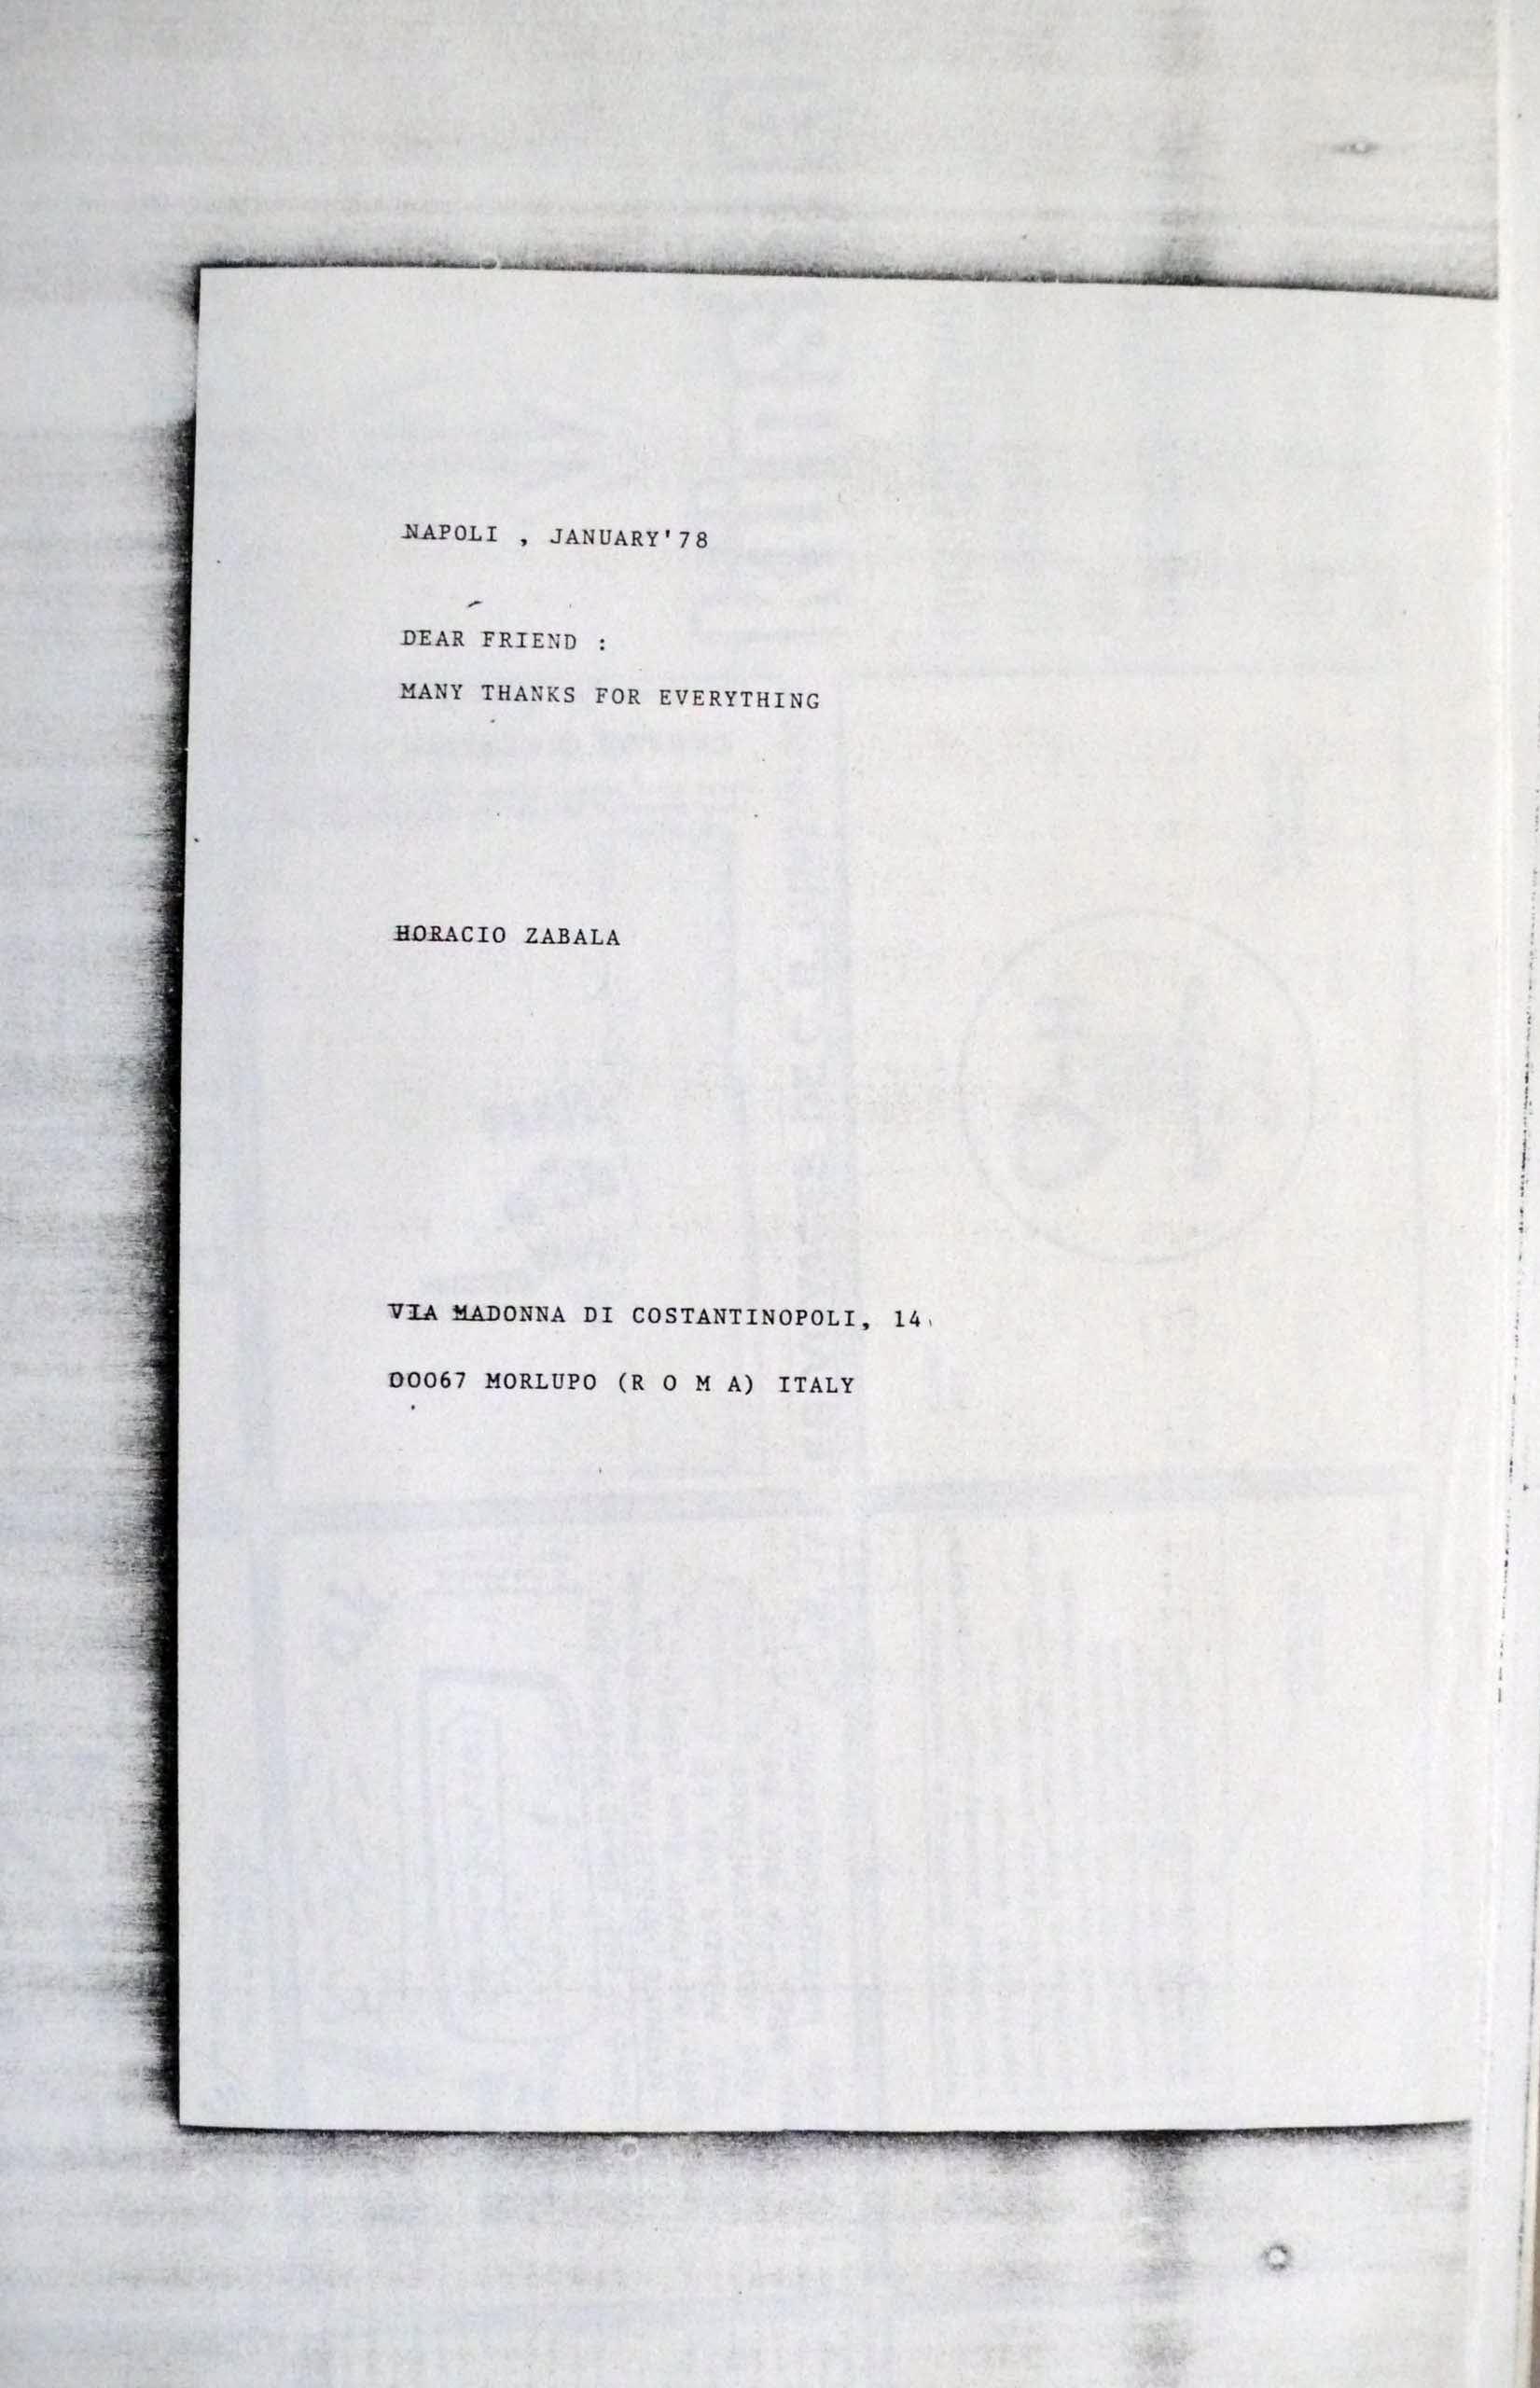 NAPOLI , JANUARY'78
DEAR FRIEND :
MANY THANKS FOR EVERYTHING
HORACIO ZABALA
VIA MADONNA DI COSTANTINOPOLI, 14.
00067 MORLUPO (R O M A) ITALY